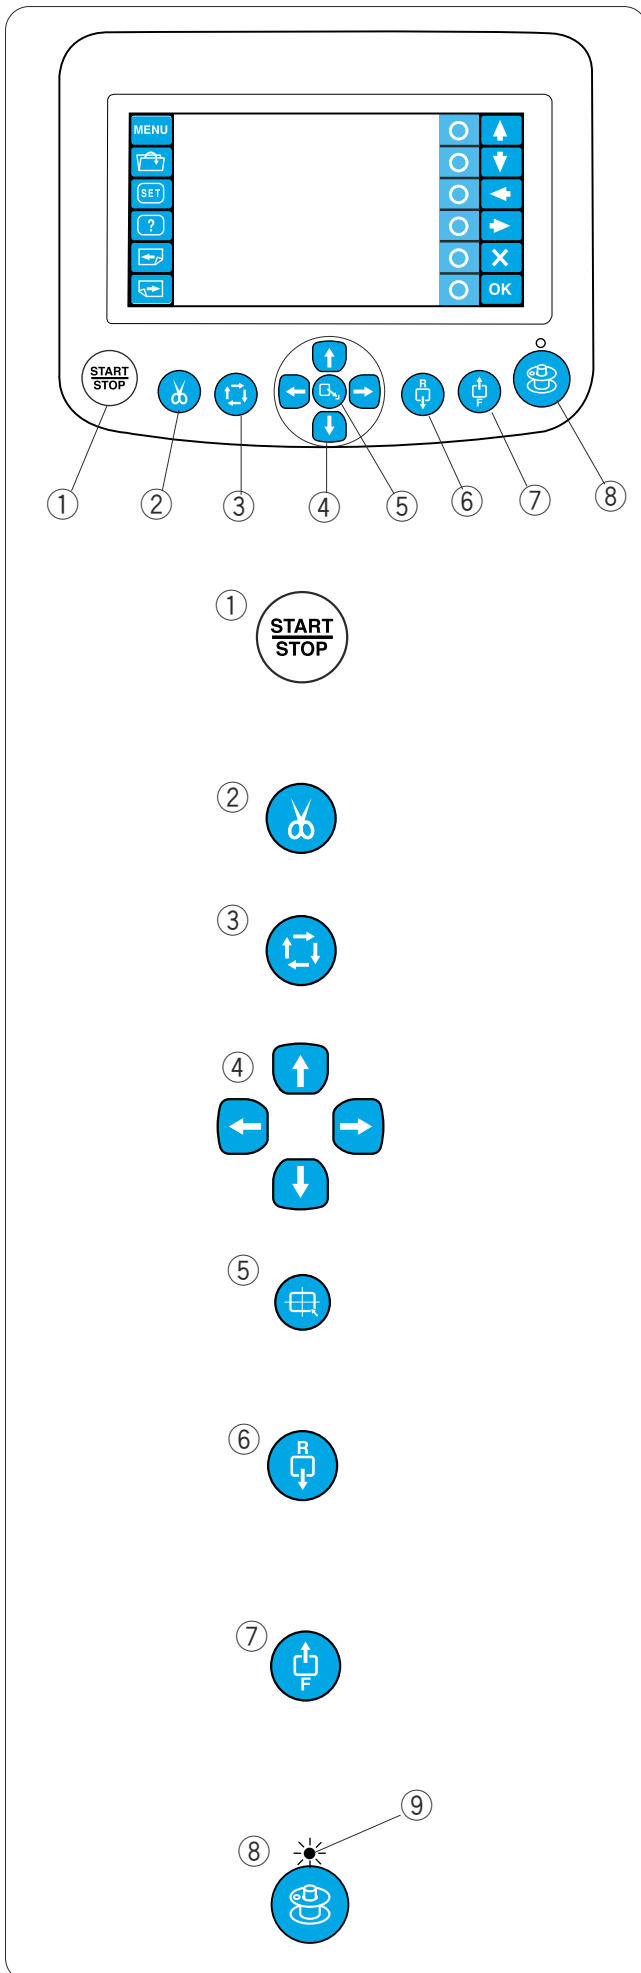 MENU
SET
?
OK
START
STOP
R
F
① ② ③ ④ ⑤ ⑥ ⑦ ⑧
① START
STOP
②
③
④
⑤
⑥ R
⑦ F
⑨
⑧